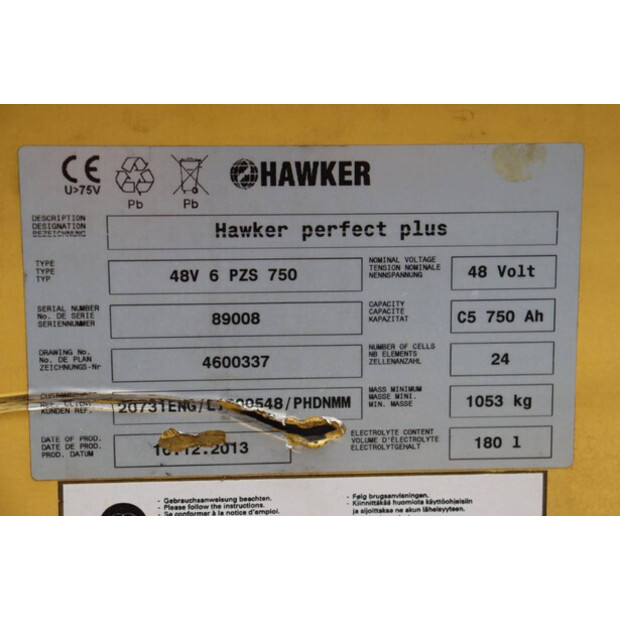 CE
U>75V
Pb
Pb
HAWKER
DESCRIPTION
DESIGNATION
BEZEICHNUNG
Hawker perfect plus
TYPE
TYPE
TYP
48V 6 PZS 750
NOMINAL VOLTAGE
TENSION NOMINALE
NENNSPANNUNG
48 Volt
SERIAL NUMBER
No. DE SERIE
SERIENNUMMER
89008
CAPACITY
CAPACITE
KAPAZITÄT
C5 750 Ah
DRAWING No.
No. DE PLAN
ZEICHNUNGS-Nr
4600337
NUMBER OF CELLS
NB ELEMENTS
ZELLENANZAHL
24
KUNDEN REF.
MASS MINIMUM
MASSE MINI.
MIN. MASSE
1053 kg
DATE OF PROD.
DATE DE PROD.
PROD. DATUM
.12.2013
ELECTROLYTE CONTENT
VOLUME D'ÉLECTROLYTE
ELEKTROLYTGEHALT
180 l
- Gebrauchsanweisung beachten.
- Please follow the instructions.
- Se conformer à la notice d'emploi.
- Følg brugsanvisningen.
- Kiinnittäkää huomiota käyttöohjeisiin
ja sijoittakaa ne akun läheisyyteen.